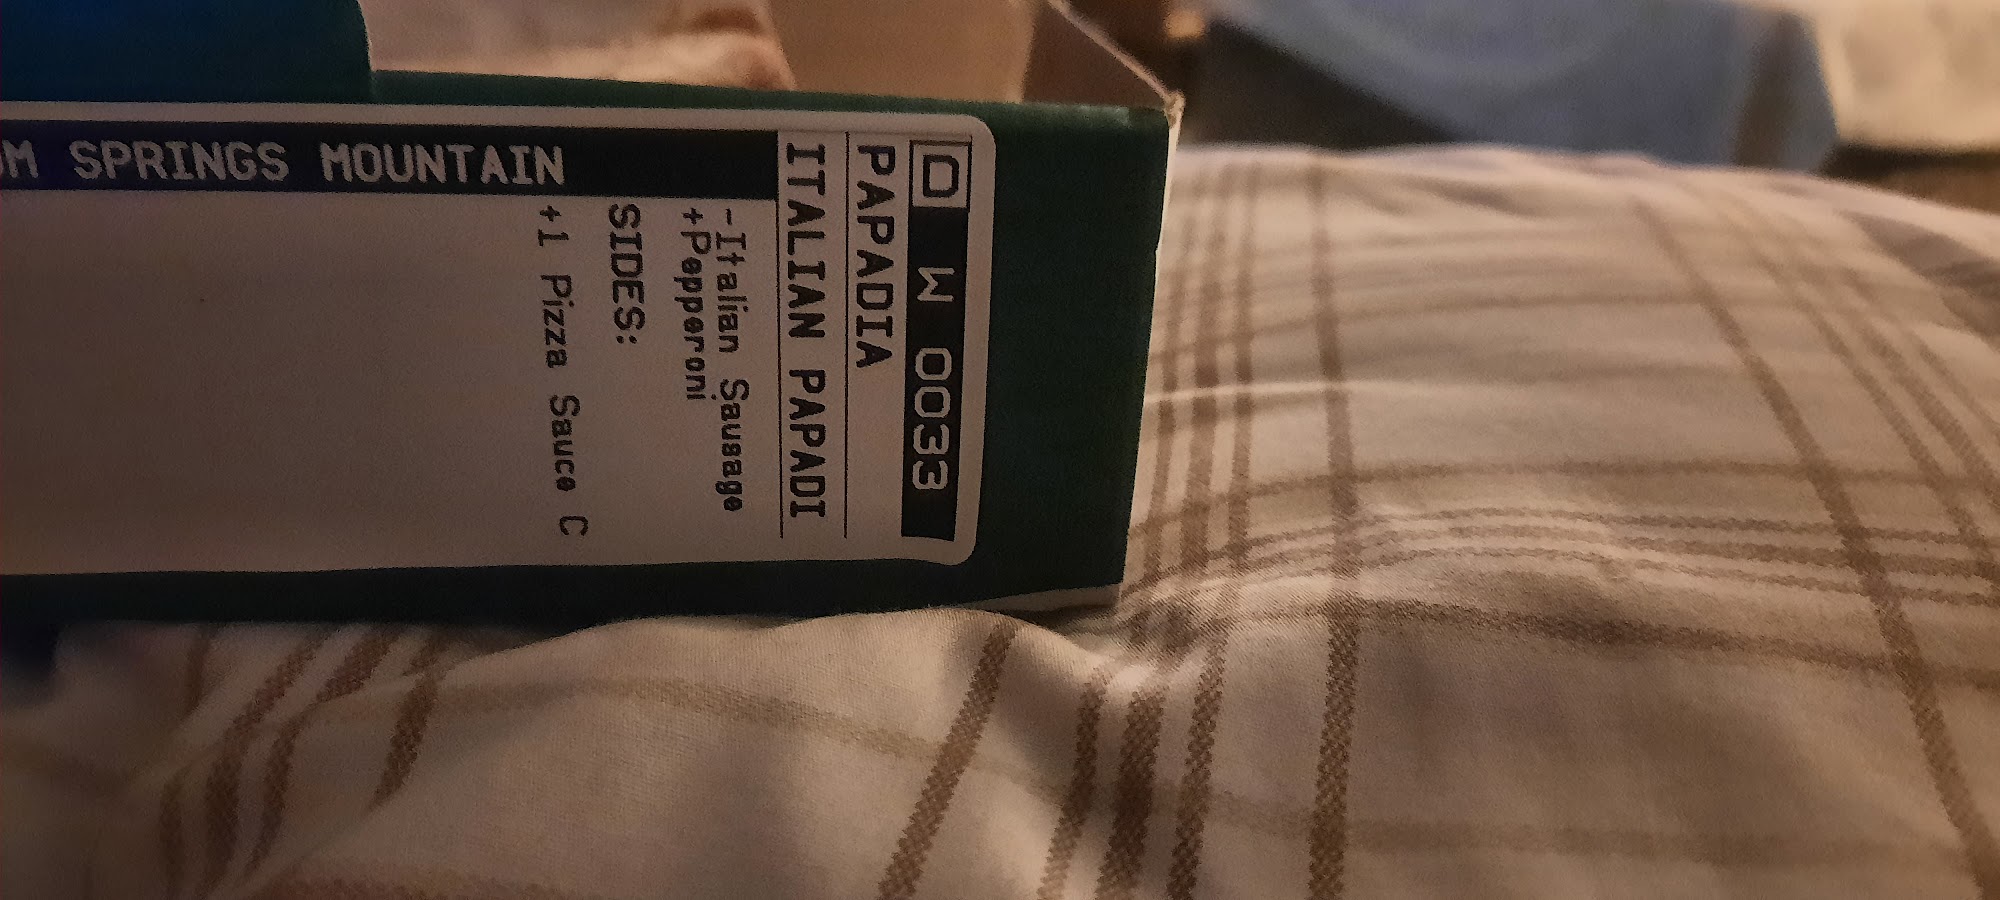 D W 0033
PAPADIA
ITALIAN PAPADI
-Italian Sausage
+Pepperoni
SIDES:
+1 Pizza Sauce C
SPRINGS MOUNTAIN